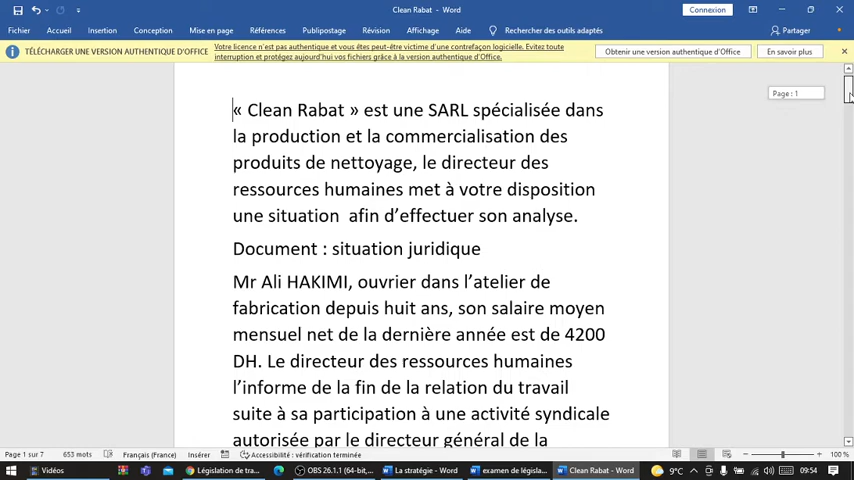 Clean Rabat - Word
Connexion
Fichier Accueil Insertion Conception Mise en page Références Publipostage Révision Affichage Aide Rechercher des outils adaptés Partager
TÉLÉCHARGER UNE VERSION AUTHENTIQUE D'OFFICE
Votre licence n'est pas authentique et vous êtes peut-être victime d'une contrefaçon logicielle. Evitez toute
interruption et protégez aujourd'hui vos fichiers grâce à la version authentique d'Office.
Obtenir une version authentique d'Office
En savoir plus
Page : 1
« Clean Rabat » est une SARL spécialisée dans
la production et la commercialisation des
produits de nettoyage, le directeur des
ressources humaines met à votre disposition
une situation afin d'effectuer son analyse.
Document : situation juridique
Mr Ali HAKIMI, ouvrier dans l'atelier de
fabrication depuis huit ans, son salaire moyen
mensuel net de la dernière année est de 4200
DH. Le directeur des ressources humaines
l'informe de la fin de la relation du travail
suite à sa participation à une activité syndicale
autorisée par le directeur général de la
Page 1 sur 7 653 mots Français (France) Insérer Accessibilité : vérification terminée 100 %
Vidéos Législation de tra... OBS 26.1.1 (64-bit,... La stratégie - Word examen de législa... Clean Rabat - Word 9°C 09:54